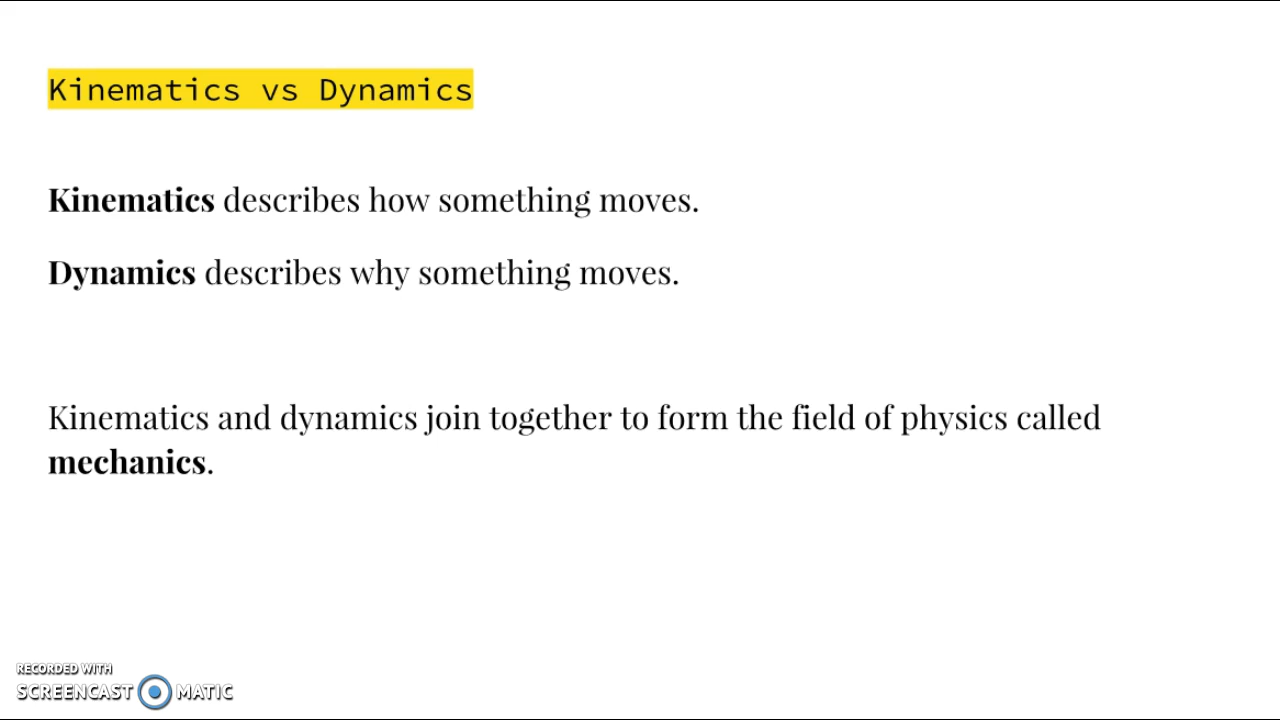 Kinematics vs Dynamics
Kinematics describes how something moves.
Dynamics describes why something moves.
Kinematics and dynamics join together to form the field of physics called
mechanics.
RECORDED WITH
SCREENCAST MATIC